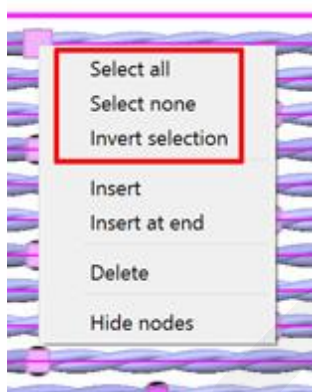 Select all
Select none
Invert selection
Insert
Insert at end
Delete
Hide nodes